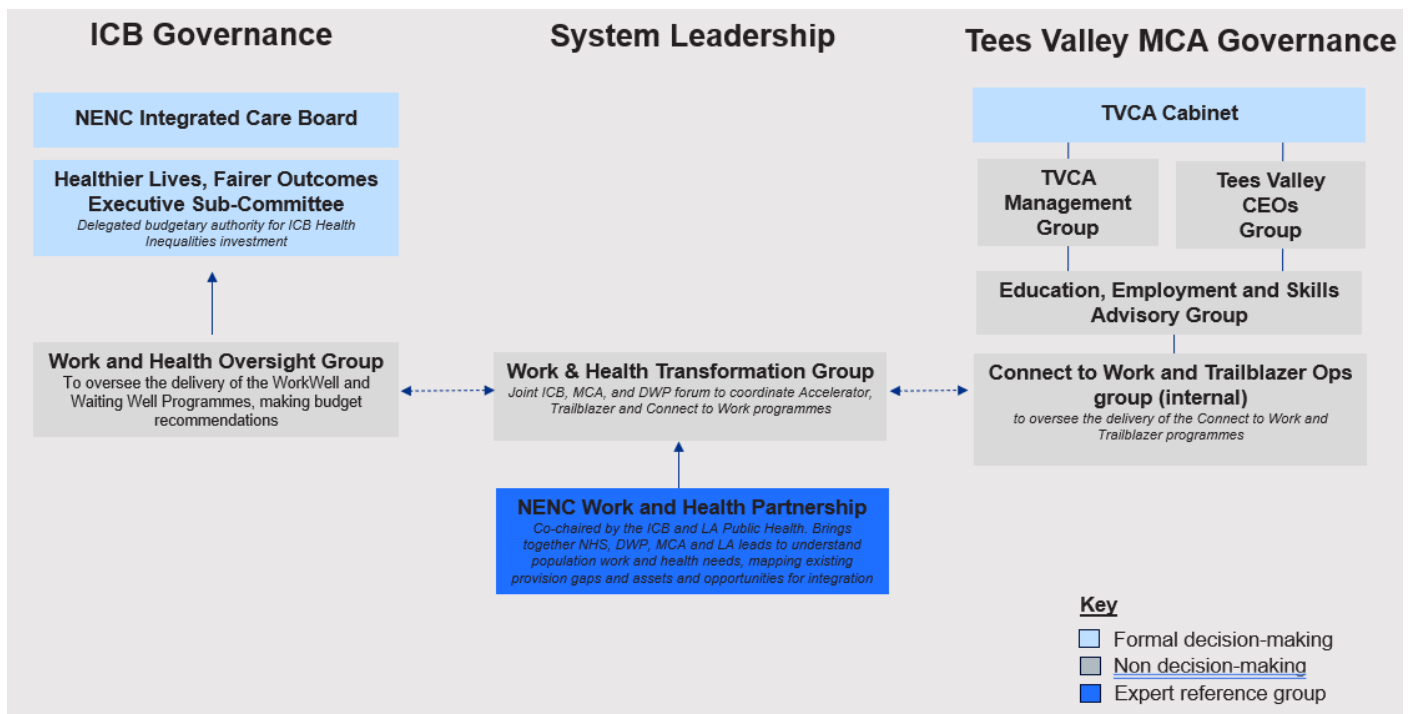 ICB Governance
System Leadership
Tees Valley MCA Governance
NENC Integrated Care Board
Healthier Lives, Fairer Outcomes
Executive Sub-Committee
Delegated budgetary authority for ICB Health
Inequalities investment
Work and Health Oversight Group
To oversee the delivery of the WorkWell and
Waiting Well Programmes, making budget
recommendations
Work & Health Transformation Group
Joint ICB, MCA, and DWP forum to coordinate Accelerator,
Trailblazer and Connect to Work programmes
NENC Work and Health Partnership
Co-chaired by the ICB and LA Public Health. Brings
together NHS, DWP, MCA and LA leads to understand
population work and health needs, mapping existing
provision gaps and assets and opportunities for integration
TVCA Cabinet
TVCA
Management
Group
Tees Valley
CEOs
Group
Education, Employment and Skills
Advisory Group
Connect to Work and Trailblazer Ops
group (internal)
to oversee the delivery of the Connect to Work and
Trailblazer programmes
Key
Formal decision-making
Non decision-making
Expert reference group